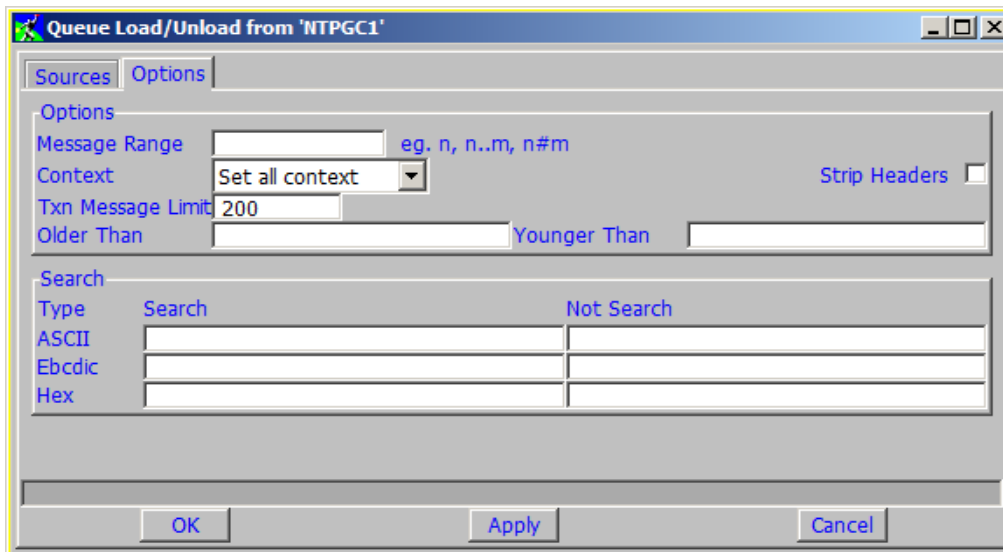 Queue Load/Unload from 'NTPGC1'
Sources Options
Options
Message Range eg. n, n..m, n#m
Context Set all context Strip Headers
Txn Message Limit 200
Older Than Younger Than
Search
Type Search Not Search
ASCII
Ebcdic
Hex
OK Apply Cancel